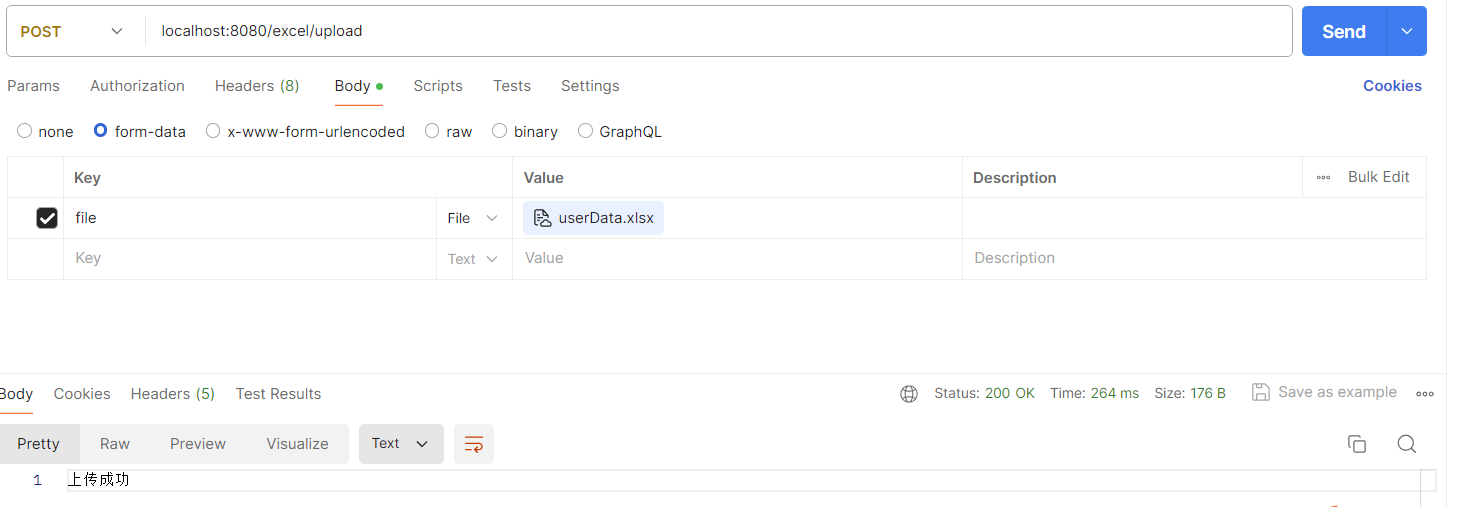 POST localhost:8080/excel/upload Send
Params Authorization Headers (8) Body Scripts Tests Settings Cookies
none form-data x-www-form-urlencoded raw binary GraphQL
Key Value Description Bulk Edit
file File userData.xlsx
Key Text Value Description
Body Cookies Headers (5) Test Results Status: 200 OK Time: 264 ms Size: 176 B Save as example
Pretty Raw Preview Visualize Text
1 上传成功